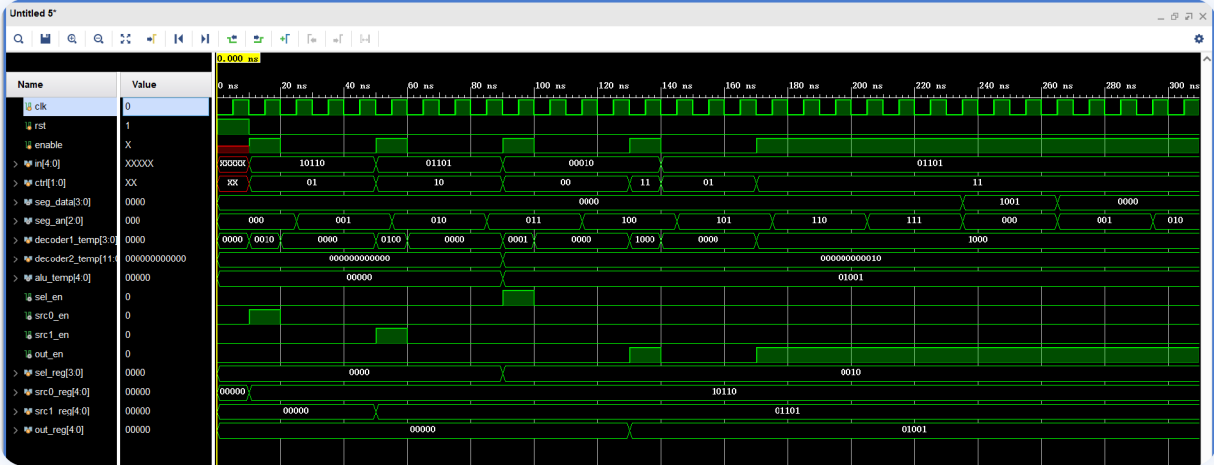 Untitled 5*
0.000 ns
Name Value
0 ns 20 ns 40 ns 60 ns 80 ns 100 ns 120 ns 140 ns 160 ns 180 ns 200 ns 220 ns 240 ns 260 ns 280 ns 300 ns
clk 0
rst 1
enable X
in[4:0] XXXXX XXXXX 10110 01101 00010 01101
ctrl[1:0] XX XX 01 10 00 11 01 11
seg_data[3:0] 0000 0000 1001 0000
seg_an[2:0] 000 000 001 010 011 100 101 110 111 000 001 010
decoder1_temp[3:0] 0000 0000 0010 0000 0100 0000 0001 0000 1000 0000 1000
decoder2_temp[11:0 000000000000 000000000000 000000000010
alu_temp[4:0] 00000 00000 01001
sel_en 0
src0_en 0
src1_en 0
out_en 0
sel_reg[3:0] 0000 0000 0010
src0_reg[4:0] 00000 00000 10110
src1_reg[4:0] 00000 00000 01101
out_reg[4:0] 00000 00000 01001